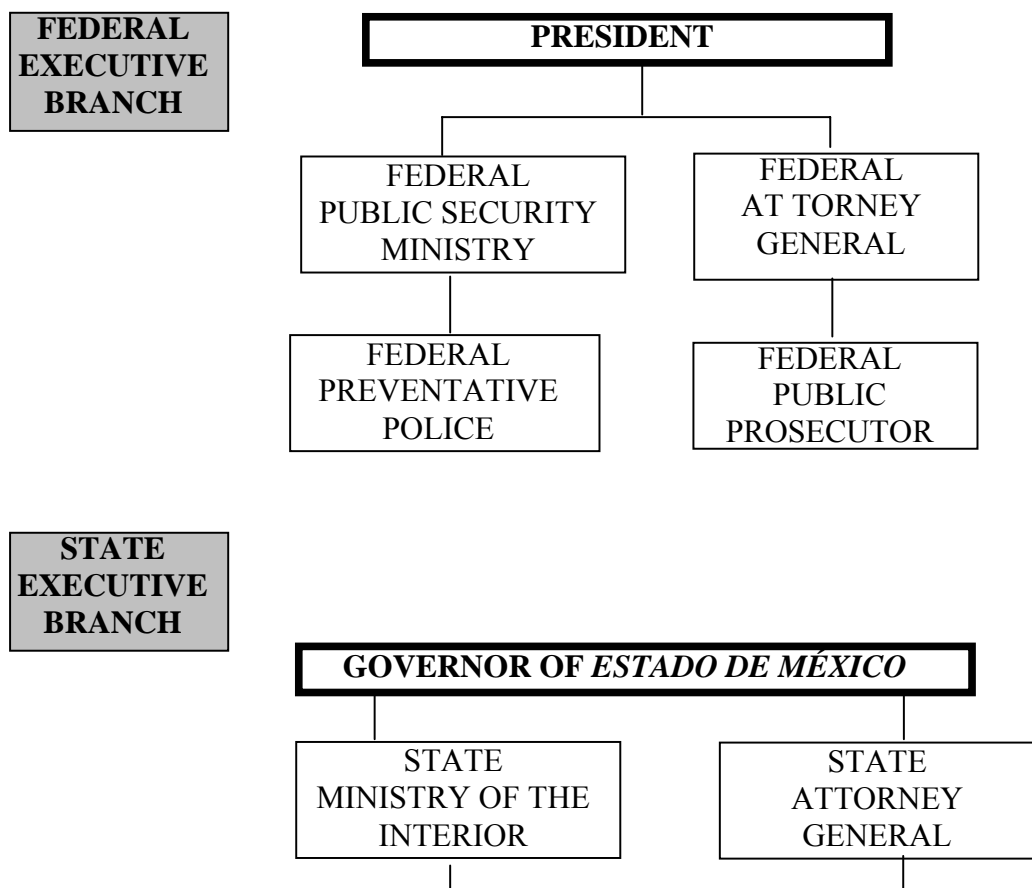 FEDERAL
EXECUTIVE
BRANCH
PRESIDENT
FEDERAL
PUBLIC SECURITY
MINISTRY
FEDERAL
AT TORNEY
GENERAL
FEDERAL
PREVENTATIVE
POLICE
FEDERAL
PUBLIC
PROSECUTOR
STATE
EXECUTIVE
BRANCH
GOVERNOR OF ESTADO DE MÉXICO
STATE
MINISTRY OF THE
INTERIOR
STATE
ATTORNEY
GENERAL